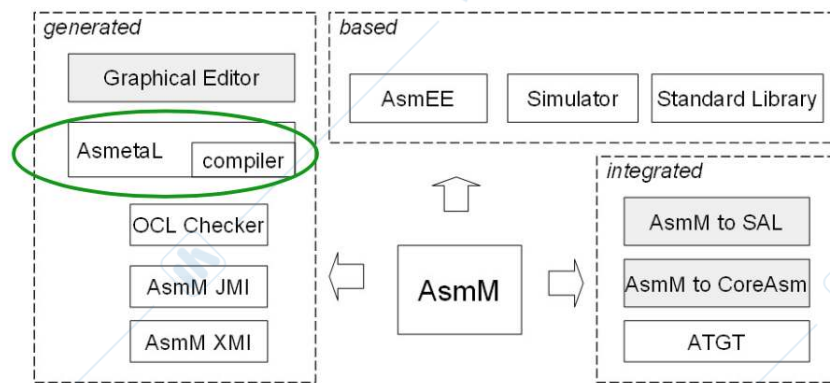 generated
Graphical Editor
AsmetaL
compiler
OCL Checker
AsmM JMI
AsmM XMI
based
AsmEE
Simulator
Standard Library
AsmM
integrated
AsmM to SAL
AsmM to CoreAsm
ATGT